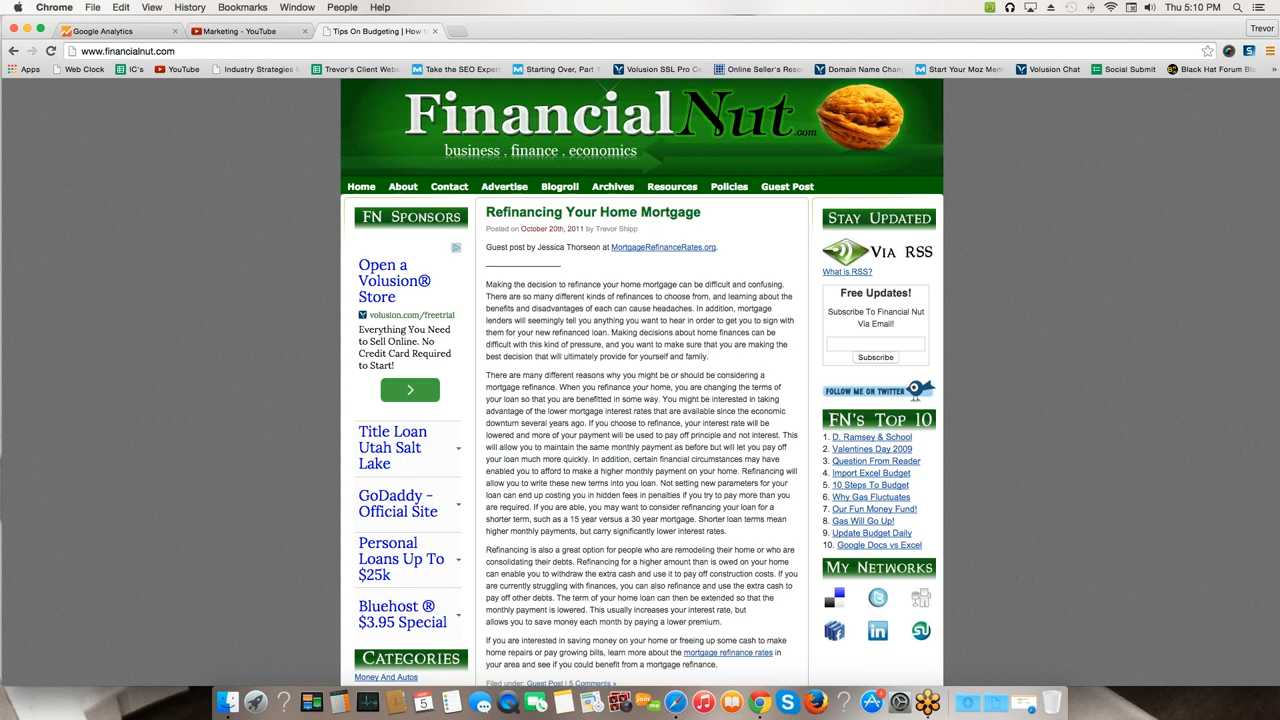 Chrome File Edit View History Bookmarks Window People Help Thu 5:10 PM
Google Analytics Marketing - YouTube Tips On Budgeting | How Trevor
www.financialnut.com
Apps Web Clock IC's YouTube Industry Strategies Trevor's Client Webs Take the SEO Expert Starting Over, Part 1 Volusion SSL Pro Ce Online Seller's Reso Domain Name Chan Start Your Moz Mem Volusion Chat Social Submit Black Hat Forum Bla »
FinancialNut.com
business . finance . economics
Home About Contact Advertise Blogroll Archives Resources Policies Guest Post
FN Sponsors
Open a
Volusion®
Store
volusion.com/freetrial
Everything You Need
to Sell Online. No
Credit Card Required
to Start!
Title Loan
Utah Salt
Lake
GoDaddy -
Official Site
Personal
Loans Up To
$25k
Bluehost ®
$3.95 Special
Categories
Money And Autos
Refinancing Your Home Mortgage
Posted on October 20th, 2011 by Trevor Shipp
Guest post by Jessica Thorseon at MortgageRefinanceRates.org.
Making the decision to refinance your home mortgage can be difficult and confusing.
There are so many different kinds of refinances to choose from, and learning about the
benefits and disadvantages of each can cause headaches. In addition, mortgage
lenders will seemingly tell you anything you want to hear in order to get you to sign with
them for your new refinanced loan. Making decisions about home finances can be
difficult with this kind of pressure, and you want to make sure that you are making the
best decision that will ultimately provide for yourself and family.
There are many different reasons why you might be or should be considering a
mortgage refinance. When you refinance your home, you are changing the terms of
your loan so that you are benefitted in some way. You might be interested in taking
advantage of the lower mortgage interest rates that are available since the economic
downturn several years ago. If you choose to refinance, your interest rate will be
lowered and more of your payment will be used to pay off principle and not interest. This
will allow you to maintain the same monthly payment as before but will let you pay off
your loan much more quickly. In addition, certain financial circumstances may have
enabled you to afford to make a higher monthly payment on your home. Refinancing will
allow you to write these new terms into you loan. Not setting new parameters for your
loan can end up costing you in hidden fees in penalties if you try to pay more than you
are required. If you are able, you may want to consider refinancing your loan for a
shorter term, such as a 15 year versus a 30 year mortgage. Shorter loan terms mean
higher monthly payments, but carry significantly lower interest rates.
Refinancing is also a great option for people who are remodeling their home or who are
consolidating their debts. Refinancing for a higher amount than is owed on your home
can enable you to withdraw the extra cash and use it to pay off construction costs. If you
are currently struggling with finances, you can also refinance and use the extra cash to
pay off other debts. The term of your home loan can then be extended so that the
monthly payment is lowered. This usually increases your interest rate, but
allows you to save money each month by paying a lower premium.
If you are interested in saving money on your home or freeing up some cash to make
home repairs or pay growing bills, learn more about the mortgage refinance rates in
your area and see if you could benefit from a mortgage refinance.
Filed under: Guest Post | 5 Comments »
Stay Updated
Via RSS
What is RSS?
Free Updates!
Subscribe To Financial Nut
Via Email!
Subscribe
FOLLOW ME ON TWITTER
FN's Top 10
1. D. Ramsey & School
2. Valentines Day 2009
3. Question From Reader
4. Import Excel Budget
5. 10 Steps To Budget
6. Why Gas Fluctuates
7. Our Fun Money Fund!
8. Gas Will Go Up!
9. Update Budget Daily
10. Google Docs vs Excel
My Networks